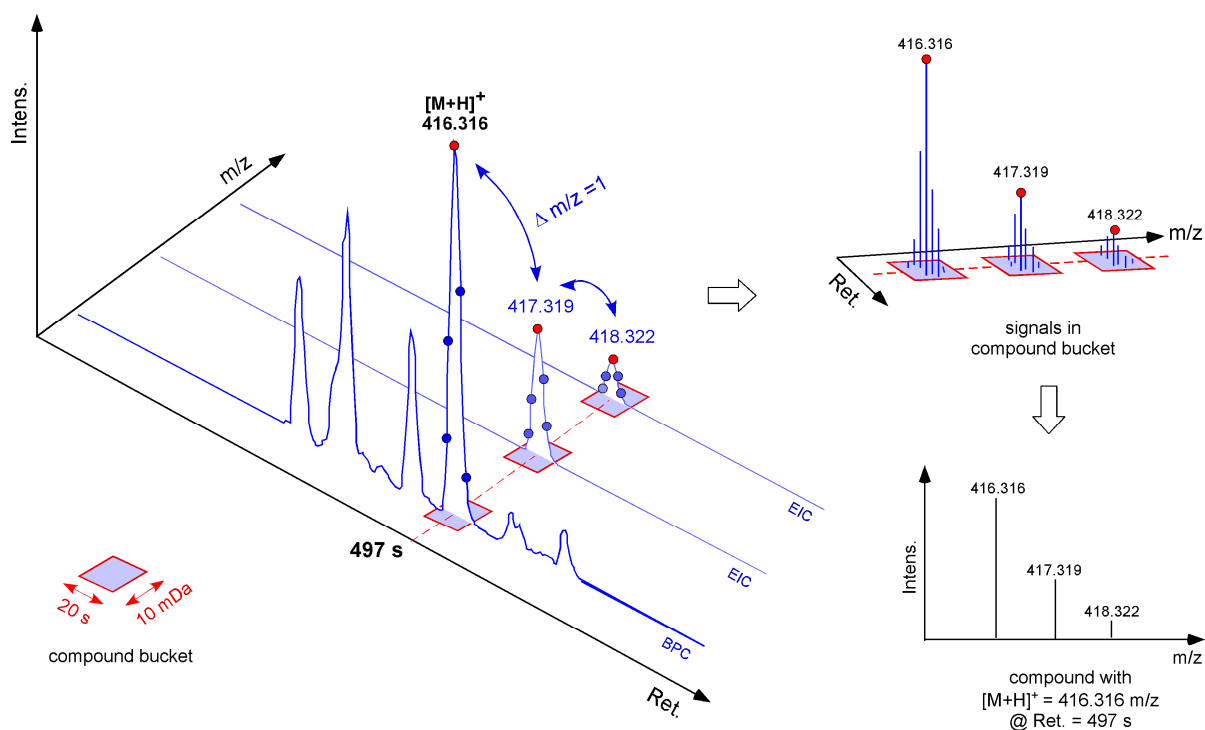 Intens.
m/z
[M+H]+
416.316
Δ m/z =1
417.319
418.322
EIC
EIC
BPC
497 s
Ret.
20 s
10 mDa
compound bucket
416.316
417.319
418.322
m/z
Ret.
signals in
compound bucket
Intens.
416.316
417.319
418.322
m/z
compound with
[M+H]+ = 416.316 m/z
@ Ret. = 497 s